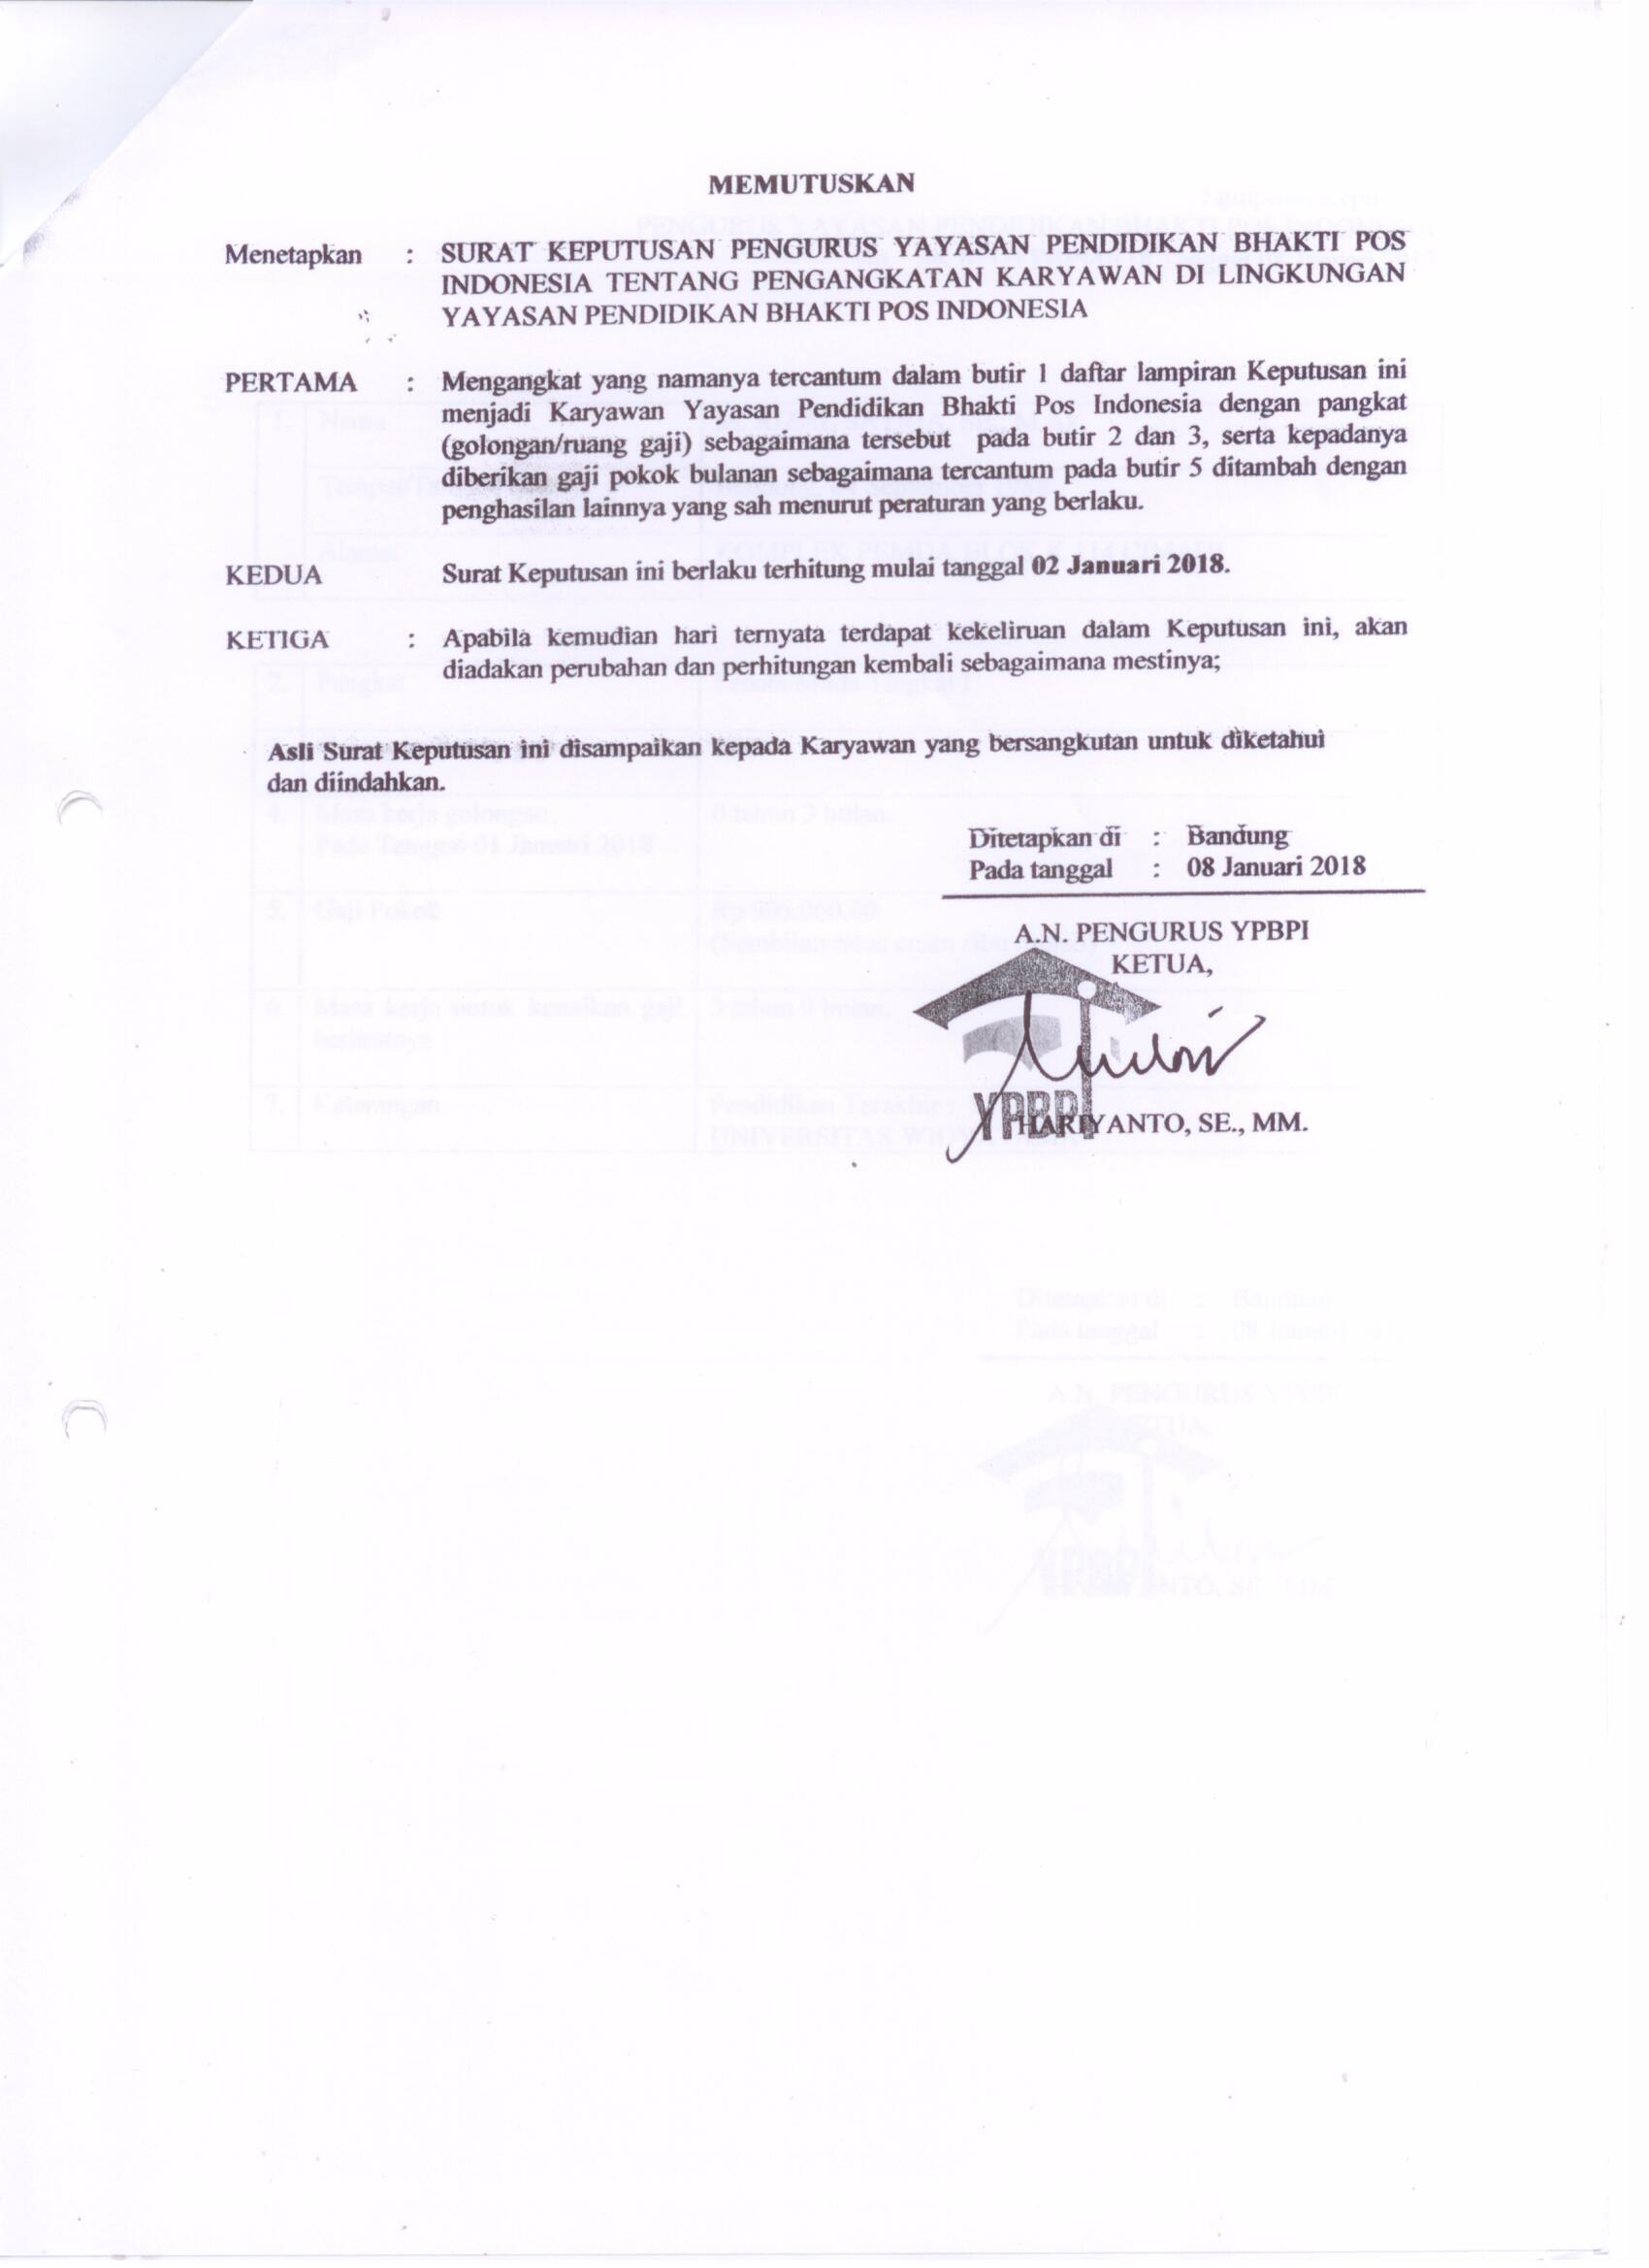 MEMUTUSKAN
Menetapkan : SURAT KEPUTUSAN PENGURUS YAYASAN PENDIDIKAN BHAKTI POS
INDONESIA TENTANG PENGANGKATAN KARYAWAN DI LINGKUNGAN
YAYASAN PENDIDIKAN BHAKTI POS INDONESIA
PERTAMA : Mengangkat yang namanya tercantum dalam butir 1 daftar lampiran Keputusan ini
menjadi Karyawan Yayasan Pendidikan Bhakti Pos Indonesia dengan pangkat
(golongan/ruang gaji) sebagaimana tersebut pada butir 2 dan 3, serta kepadanya
diberikan gaji pokok bulanan sebagaimana tercantum pada butir 5 ditambah dengan
penghasilan lainnya yang sah menurut peraturan yang berlaku.
KEDUA Surat Keputusan ini berlaku terhitung mulai tanggal 02 Januari 2018.
KETIGA : Apabila kemudian hari ternyata terdapat kekeliruan dalam Keputusan ini, akan
diadakan perubahan dan perhitungan kembali sebagaimana mestinya;
Asli Surat Keputusan ini disampaikan kepada Karyawan yang bersangkutan untuk diketahui
dan diindahkan.
Ditetapkan di : Bandung
Pada tanggal : 08 Januari 2018
A.N. PENGURUS YPBPI
KETUA,
YPBPI
HARIYANTO, SE., MM.